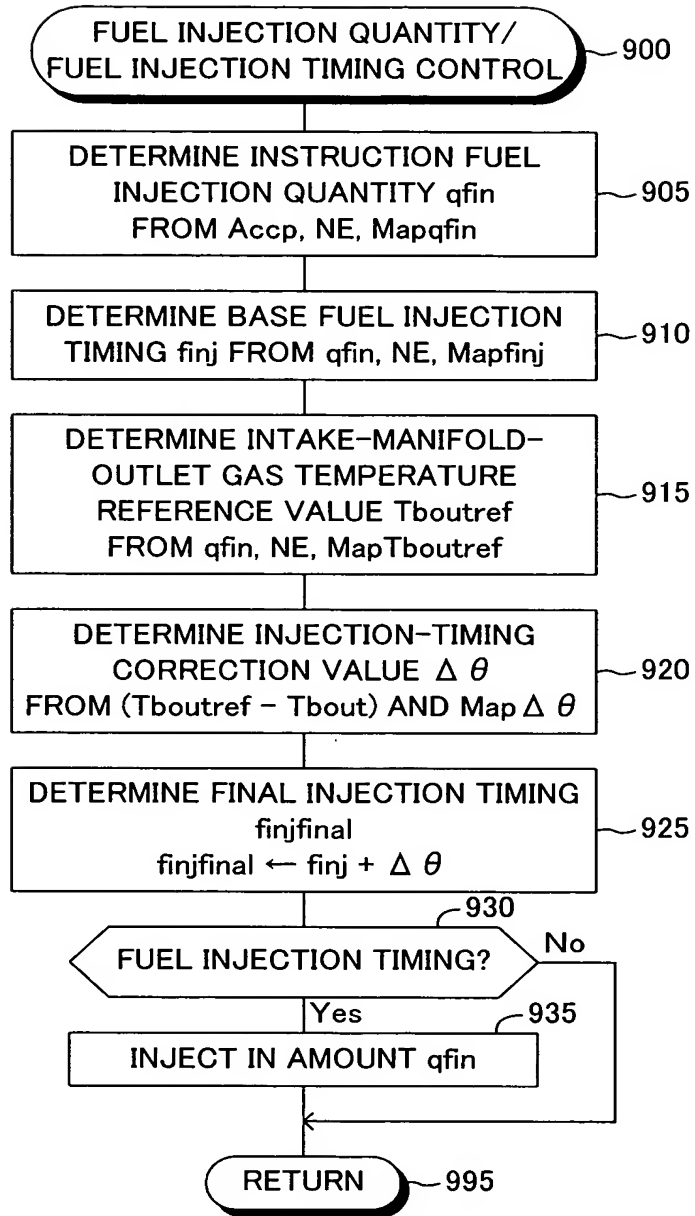 FUEL INJECTION QUANTITY/
FUEL INJECTION TIMING CONTROL
900
DETERMINE INSTRUCTION FUEL
INJECTION QUANTITY qfin
FROM Accp, NE, Mapqfin
905
DETERMINE BASE FUEL INJECTION
TIMING finj FROM qfin, NE, Mapfinj
910
DETERMINE INTAKE-MANIFOLD-
OUTLET GAS TEMPERATURE
REFERENCE VALUE Tboutref
FROM qfin, NE, MapTboutref
915
DETERMINE INJECTION-TIMING
CORRECTION VALUE Δ θ
FROM (Tboutref - Tbout) AND Map Δ θ
920
DETERMINE FINAL INJECTION TIMING
finjfinal
finjfinal ← finj + Δ θ
925
930
FUEL INJECTION TIMING?
No
Yes
935
INJECT IN AMOUNT qfin
RETURN
995